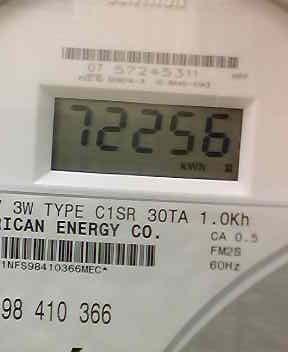 07 57245311
72256
kWh
3W TYPE C1SR 30TA 1.0Kh
RICAN ENERGY CO.
CA 0.5
FM2S
1NFS98410366MEC*
60Hz
98 410 366